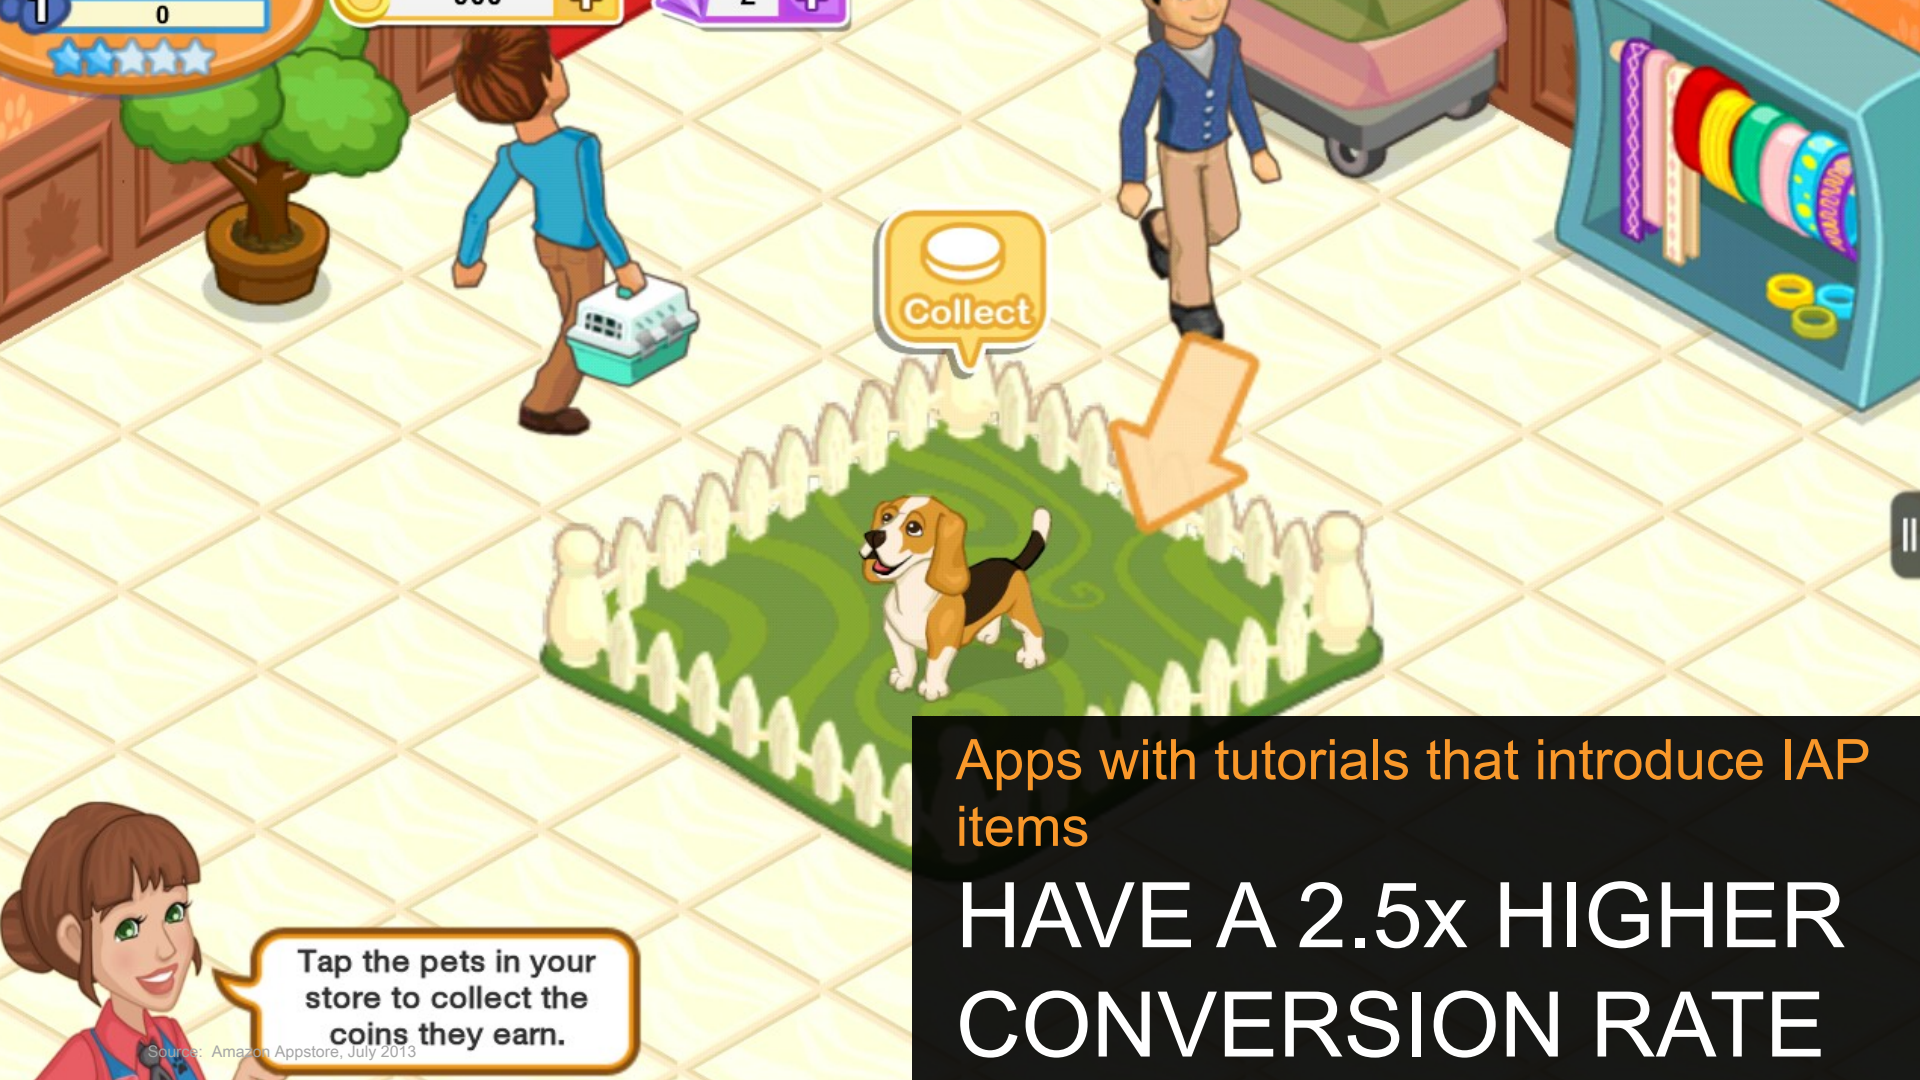 0
Collect
Apps with tutorials that introduce IAP
items
HAVE A 2.5x HIGHER
CONVERSION RATE
Tap the pets in your
store to collect the
coins they earn.
Source: Amazon Appstore, July 2013